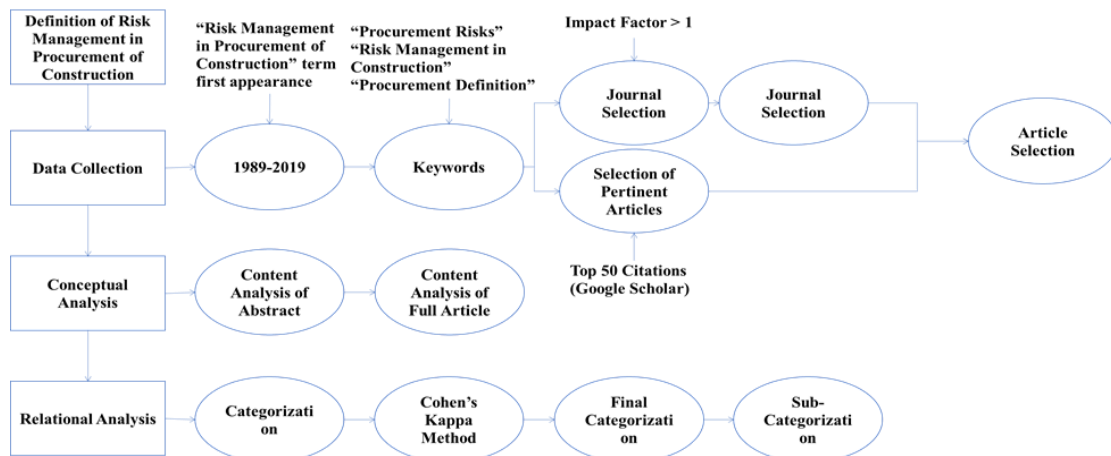 Definition of Risk
Management in
Procurement of
Construction
“Risk Management
in Procurement of
Construction” term
first appearance
“Procurement Risks”
“Risk Management in
Construction”
“Procurement Definition”
Impact Factor > 1
Journal
Selection
Journal
Selection
Data Collection
1989-2019
Keywords
Selection of
Pertinent
Articles
Article
Selection
Top 50 Citations
(Google Scholar)
Conceptual
Analysis
Content
Analysis of
Abstract
Content
Analysis of
Full Article
Relational Analysis
Categorizati
on
Cohen’s
Kappa
Method
Final
Categorizati
on
Sub-
Categorizati
on